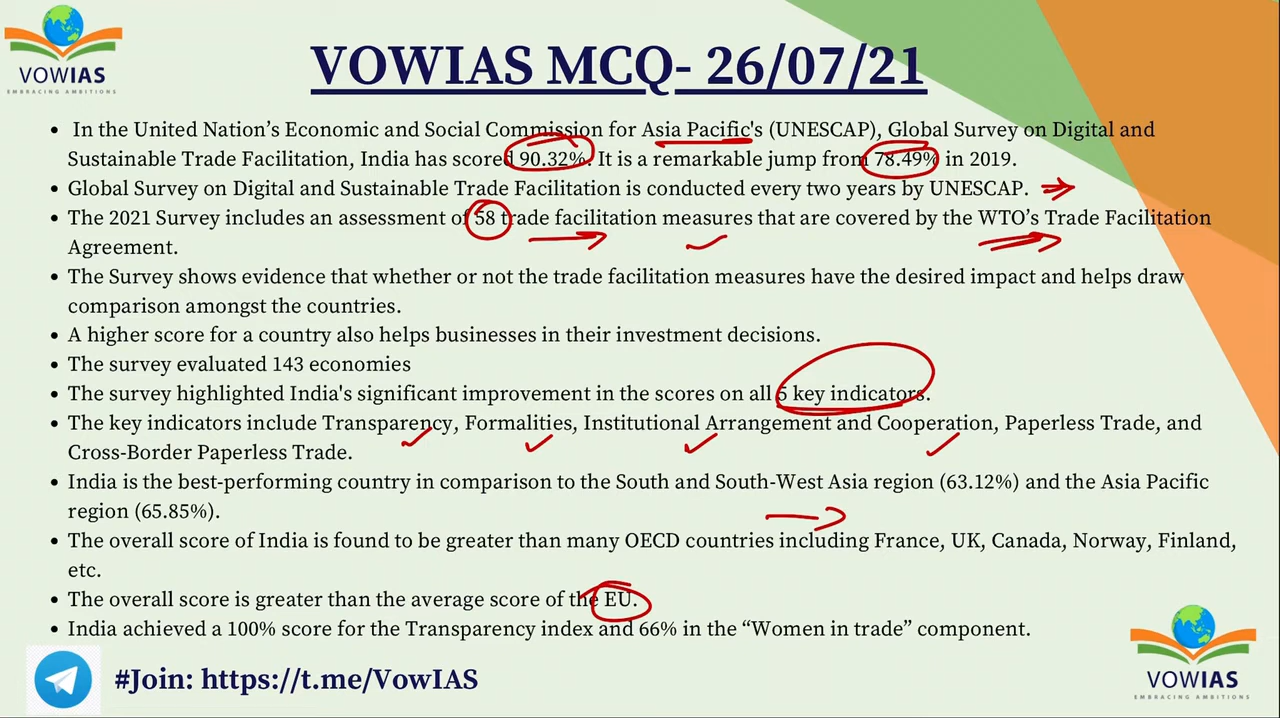 VOWIAS
EMBRACING AMBITIONS
VOWIAS MCQ- 26/07/21
• In the United Nation’s Economic and Social Commission for Asia Pacific's (UNESCAP), Global Survey on Digital and
Sustainable Trade Facilitation, India has scored 90.32%. It is a remarkable jump from 78.49% in 2019.
• Global Survey on Digital and Sustainable Trade Facilitation is conducted every two years by UNESCAP.
• The 2021 Survey includes an assessment of 58 trade facilitation measures that are covered by the WTO’s Trade Facilitation
Agreement.
• The Survey shows evidence that whether or not the trade facilitation measures have the desired impact and helps draw
comparison amongst the countries.
• A higher score for a country also helps businesses in their investment decisions.
• The survey evaluated 143 economies
• The survey highlighted India's significant improvement in the scores on all 5 key indicators.
• The key indicators include Transparency, Formalities, Institutional Arrangement and Cooperation, Paperless Trade, and
Cross-Border Paperless Trade.
• India is the best-performing country in comparison to the South and South-West Asia region (63.12%) and the Asia Pacific
region (65.85%).
• The overall score of India is found to be greater than many OECD countries including France, UK, Canada, Norway, Finland,
etc.
• The overall score is greater than the average score of the EU.
• India achieved a 100% score for the Transparency index and 66% in the “Women in trade” component.
#Join: https://t.me/VowIAS
VOWIAS
EMBRACING AMBITIONS